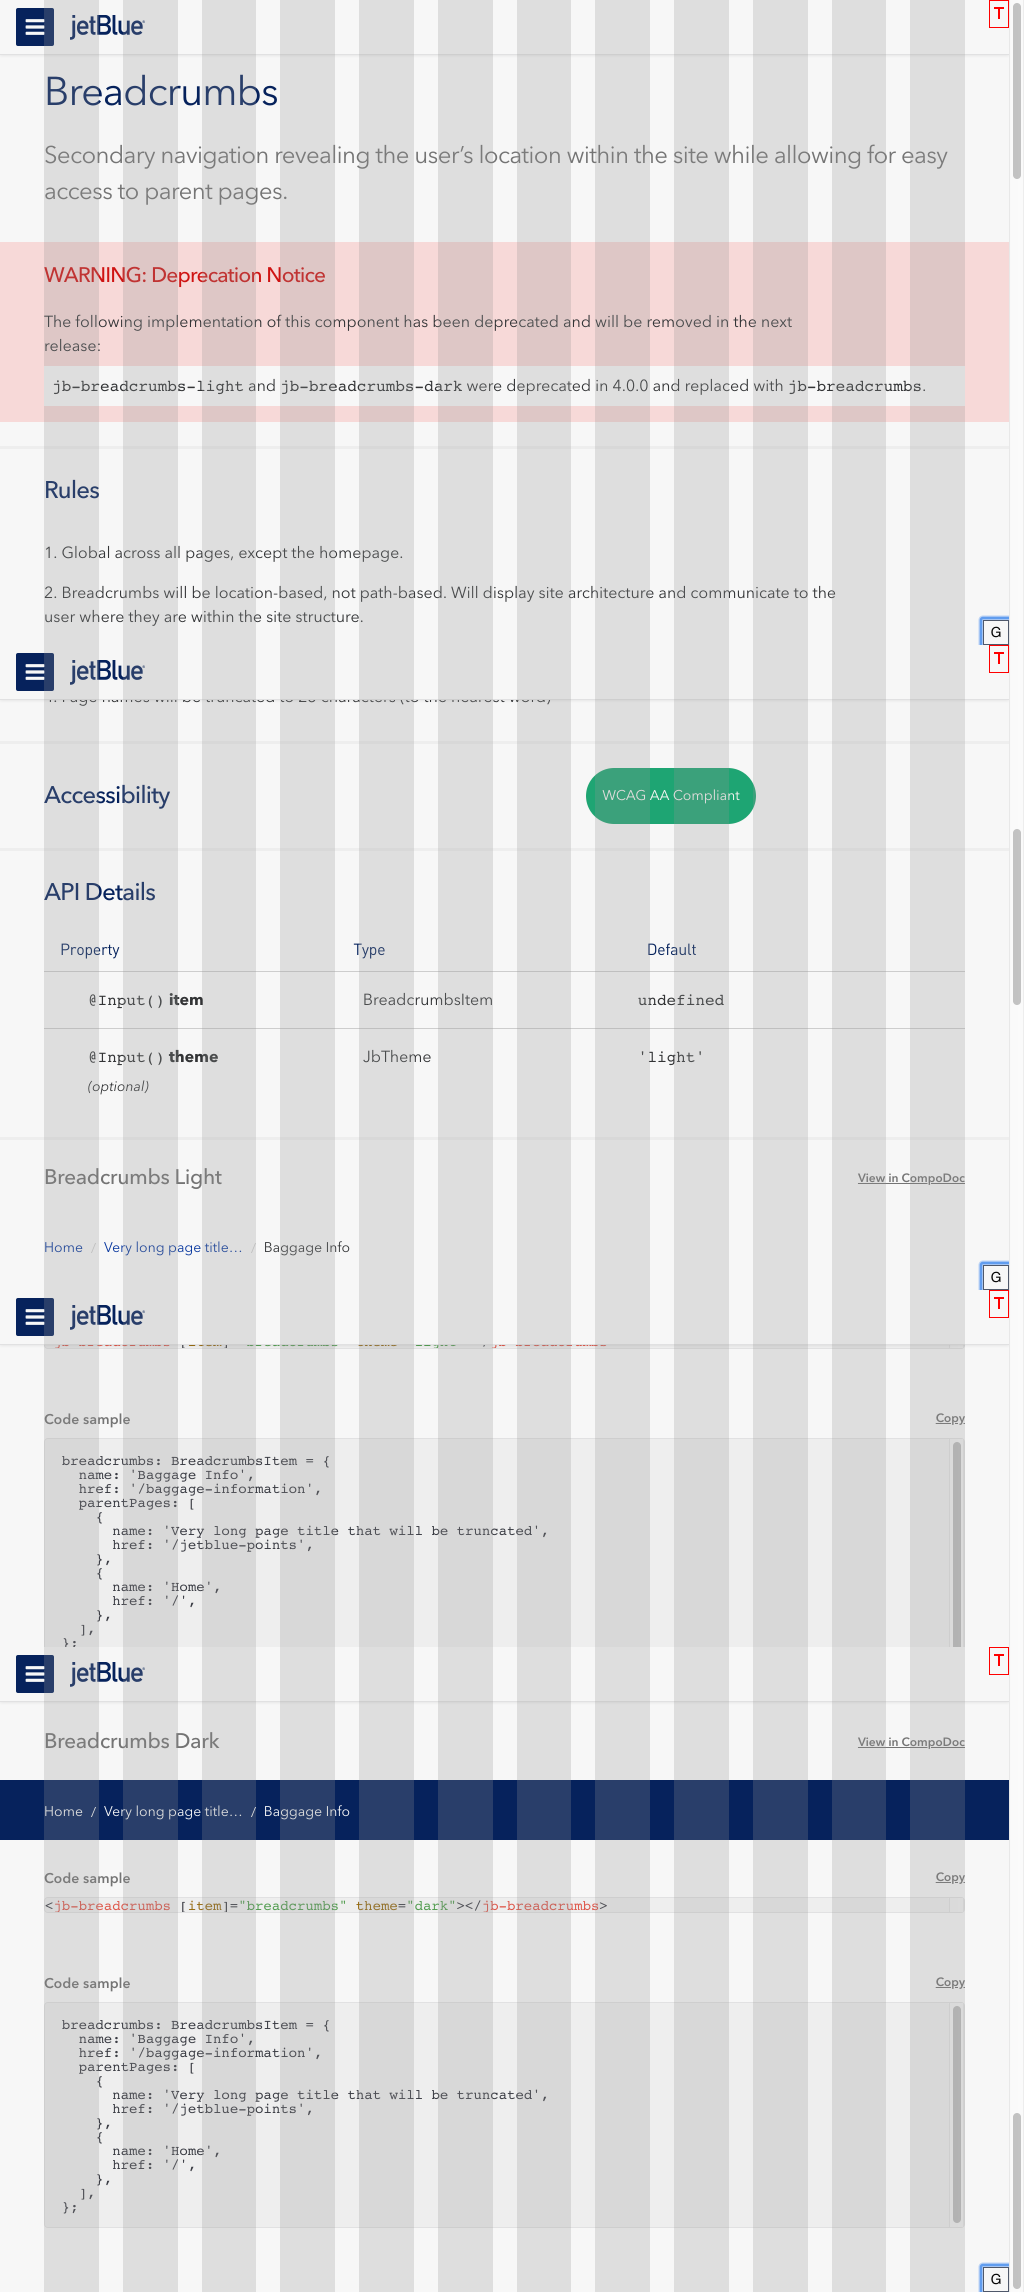 jetBlue
T
Breadcrumbs
Secondary navigation revealing the user's location within the site while allowing for easy
access to parent pages.
WARNING: Deprecation Notice
The following implementation of this component has been deprecated and will be removed in the next
release:
jb-breadcrumbs-light and jb-breadcrumbs-dark were deprecated in 4.0.0 and replaced with jb-breadcrumbs.
Rules
1. Global across all pages, except the homepage.
2. Breadcrumbs will be location-based, not path-based. Will display site architecture and communicate to the
user where they are within the site structure.
G
jetBlue
T
Accessibility
WCAG AA Compliant
API Details
Property Type Default
@Input() item BreadcrumbsItem undefined
@Input() theme JbTheme 'light'
(optional)
Breadcrumbs Light
View in CompoDoc
Home / Very long page title... / Baggage Info
G
jetBlue
T
Code sample
Copy
breadcrumbs: BreadcrumbsItem = {
name: 'Baggage Info',
href: '/baggage-information',
parentPages: [
{
name: 'Very long page title that will be truncated',
href: '/jetblue-points',
},
{
name: 'Home',
href: '/',
},
],
};
jetBlue
T
Breadcrumbs Dark
View in CompoDoc
Home / Very long page title... / Baggage Info
Code sample
Copy
<jb-breadcrumbs [item]="breadcrumbs" theme="dark"></jb-breadcrumbs>
Code sample
Copy
breadcrumbs: BreadcrumbsItem = {
name: 'Baggage Info',
href: '/baggage-information',
parentPages: [
{
name: 'Very long page title that will be truncated',
href: '/jetblue-points',
},
{
name: 'Home',
href: '/',
},
],
};
G